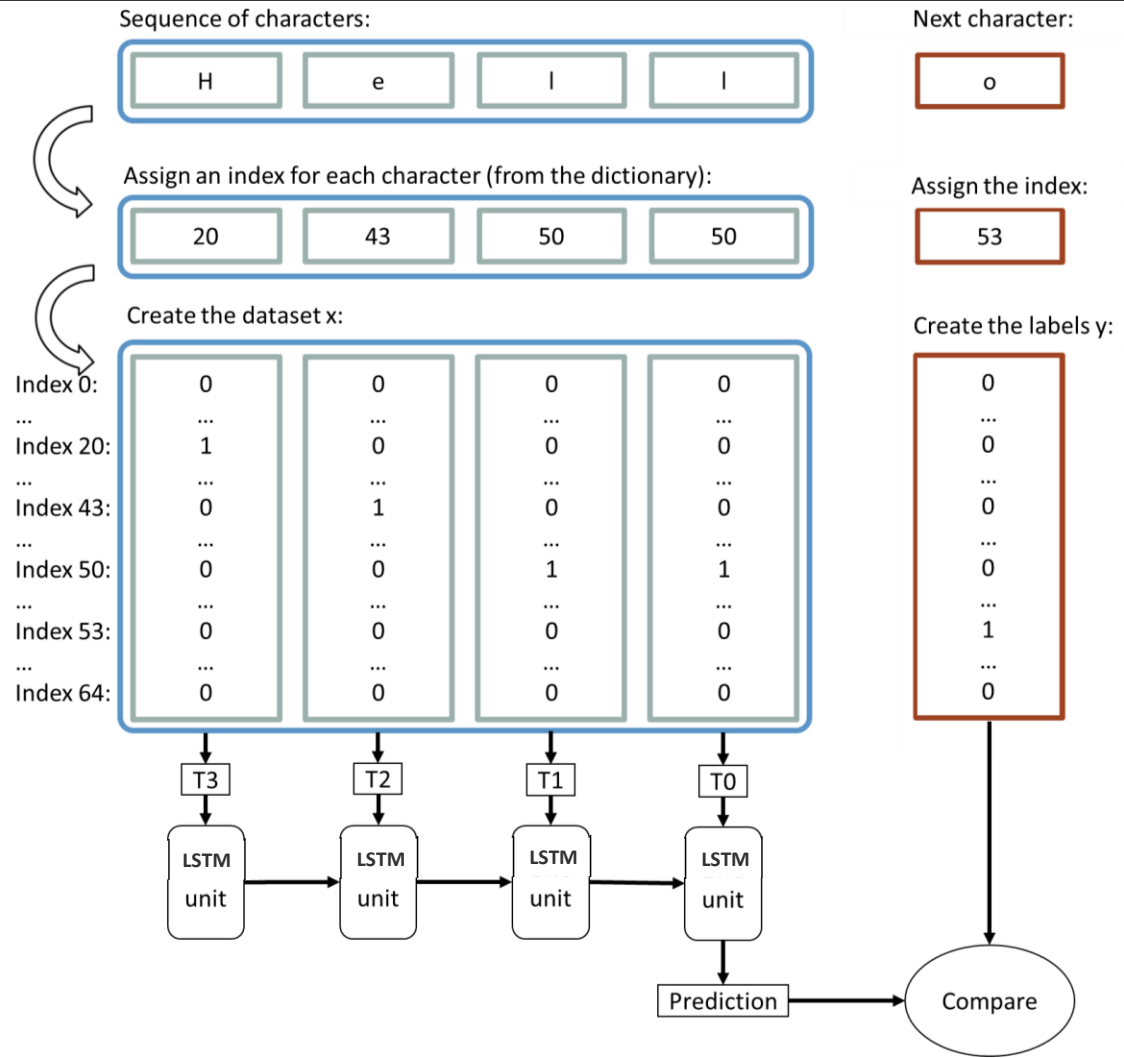 Sequence of characters: Next character:
H e l l o
Assign an index for each character (from the dictionary): Assign the index:
20 43 50 50 53
Create the dataset x: Create the labels y:
Index 0: 0 0 0 0 0
... ... ... ... ... ...
Index 20: 1 0 0 0 0
... ... ... ... ... ...
Index 43: 0 1 0 0 0
... ... ... ... ... ...
Index 50: 0 0 1 1 0
... ... ... ... ... ...
Index 53: 0 0 0 0 1
... ... ... ... ... ...
Index 64: 0 0 0 0 0
T3 T2 T1 T0
LSTM LSTM LSTM LSTM
unit unit unit unit
Prediction Compare